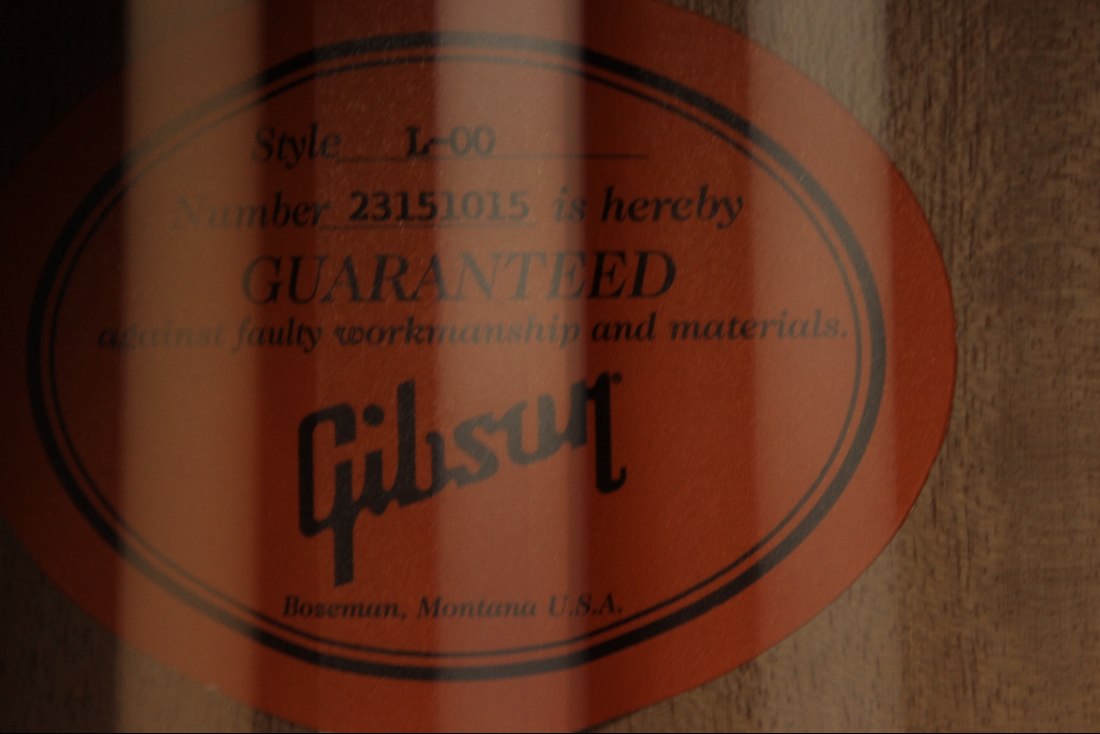 Style L-00
Number 23151015 is hereby
GUARANTEED
against faulty workmanship and materials.
Gibson
Bozeman, Montana U.S.A.